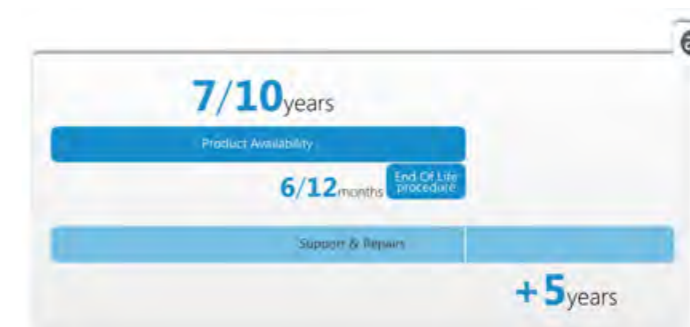 7/10years
Product Availability
6/12months
End Of Life
procedure
Support & Repairs
+5years